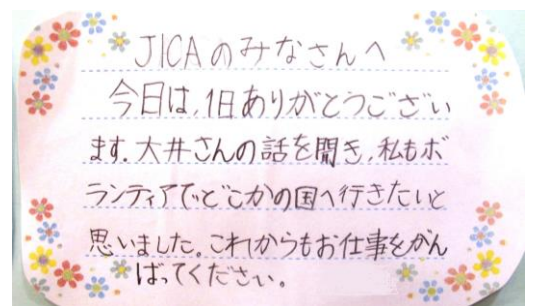 JICAのみなさんへ
今日は,1日ありがとうござい
ます.大井さんの話を聞き,私もボ
ランティアでどこかの国へ行きたいと
思いました。これからもお仕事をがん
ばってください。